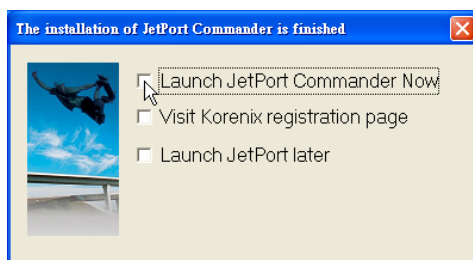 The installation of JetPort Commander is finished
Launch JetPort Commander Now
Visit Korenix registration page
Launch JetPort later